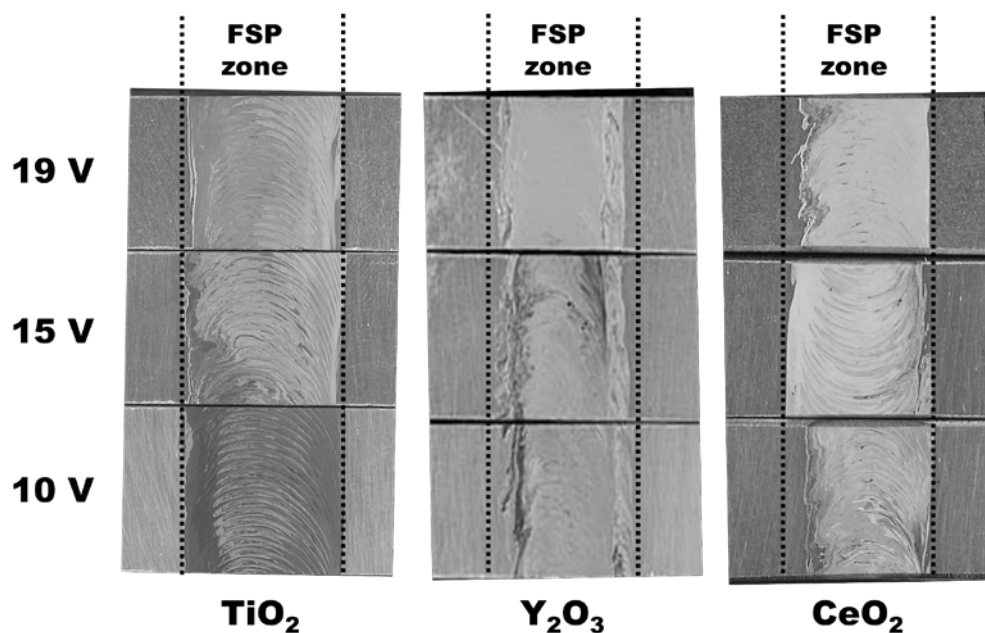 FSP
zone
FSP
zone
FSP
zone
19 V
15 V
10 V
TiO₂
Y₂O₃
CeO₂